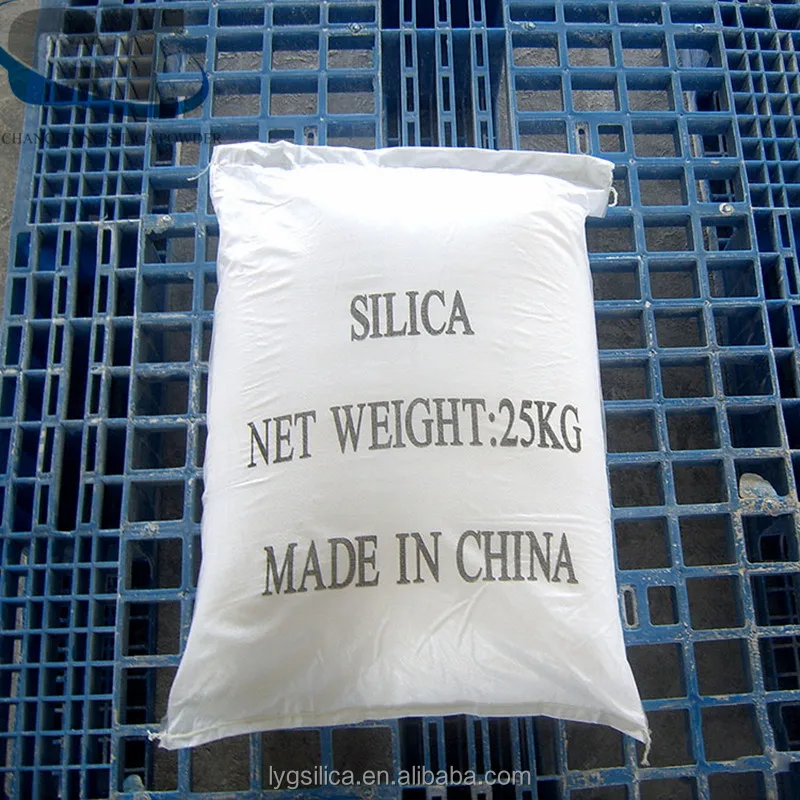 SILICA
NET WEIGHT:25KG
MADE IN CHINA
lygsilica.en.alibaba.com